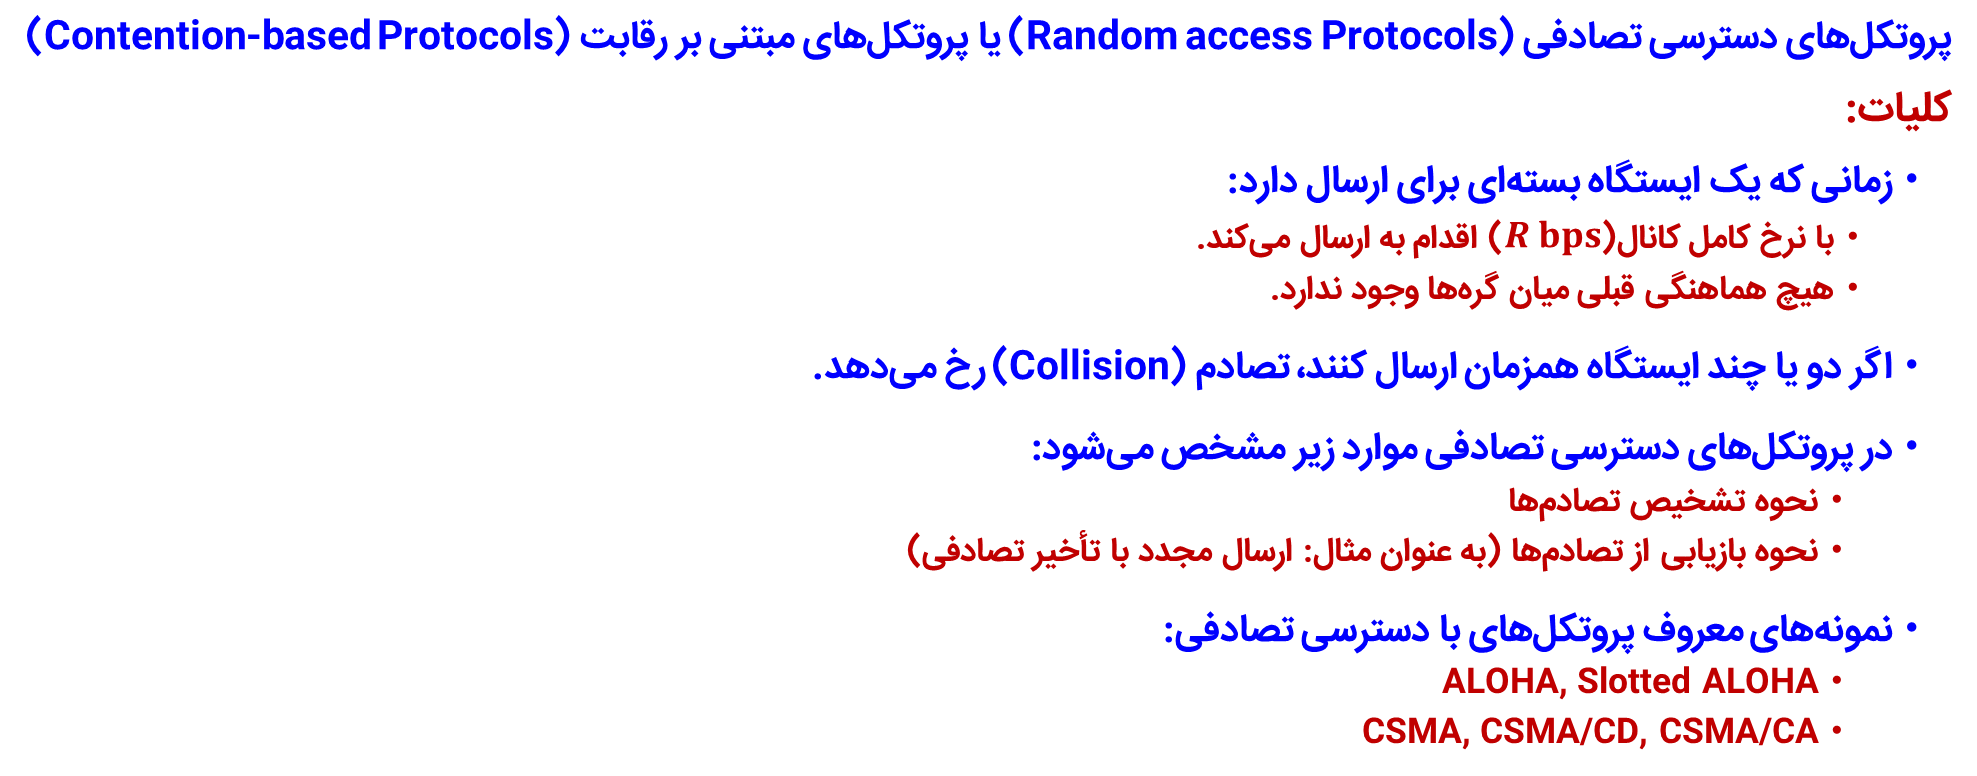 پروتکل‌های دسترسی تصادفی (Random access Protocols) یا پروتکل‌های مبتنی بر رقابت (Contention-based Protocols)
کلیات:
• زمانی که یک ایستگاه بسته‌ای برای ارسال دارد:
• با نرخ کامل کانال(R bps) اقدام به ارسال می‌کند.
• هیچ هماهنگی قبلی میان گره‌ها وجود ندارد.
• اگر دو یا چند ایستگاه همزمان ارسال کنند، تصادم (Collision) رخ می‌دهد.
• در پروتکل‌های دسترسی تصادفی موارد زیر مشخص می‌شود:
• نحوه تشخیص تصادم‌ها
• نحوه بازیابی از تصادم‌ها (به عنوان مثال: ارسال مجدد با تأخیر تصادفی)
• نمونه‌های معروف پروتکل‌های با دسترسی تصادفی:
• ALOHA, Slotted ALOHA
• CSMA, CSMA/CD, CSMA/CA